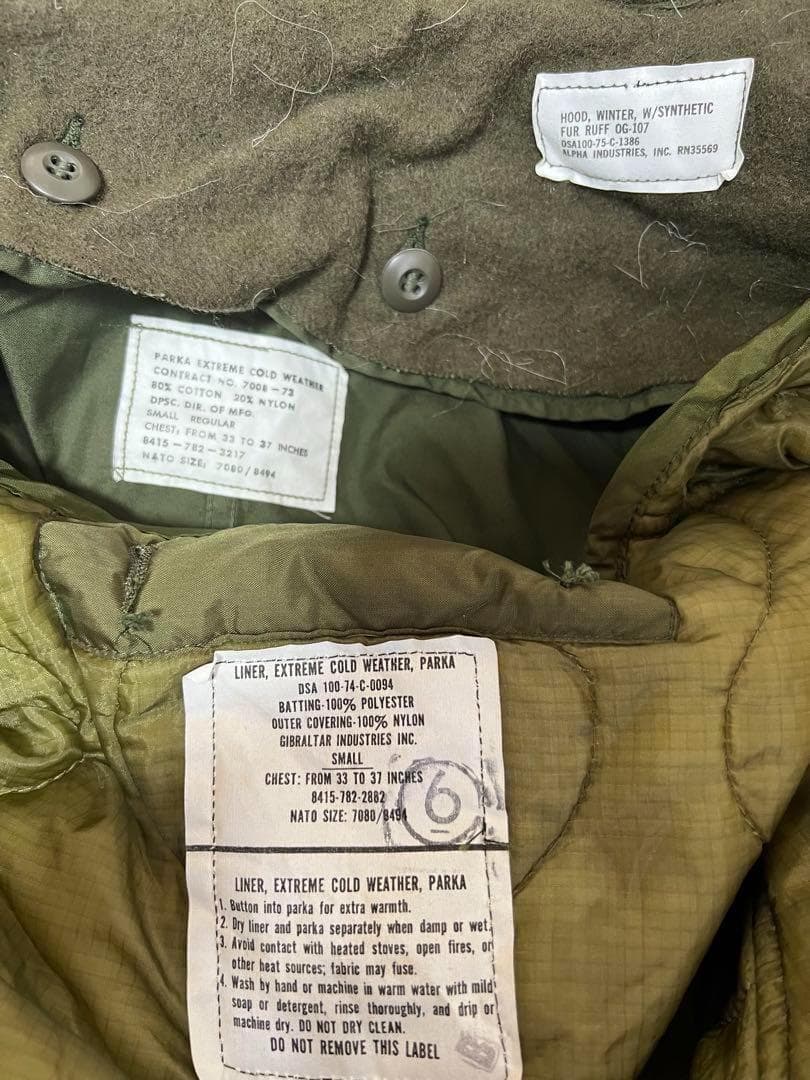 HOOD, WINTER, W/SYNTHETIC
FUR RUFF OG-107
DSA100-75-C-1386
ALPHA INDUSTRIES, INC. RN35569
PARKA EXTREME COLD WEATHER
CONTRACT NO. 7008-73
80% COTTON 20% NYLON
DPSC. DIR. OF MFG.
SMALL REGULAR
CHEST: FROM 33 TO 37 INCHES
8415-782-3217
NATO SIZE: 7080/8494
LINER, EXTREME COLD WEATHER, PARKA
DSA 100-74-C-0094
BATTING-100% POLYESTER
OUTER COVERING-100% NYLON
GIBRALTAR INDUSTRIES INC.
SMALL
CHEST: FROM 33 TO 37 INCHES
8415-782-2882
NATO SIZE: 7080/8494
6
LINER, EXTREME COLD WEATHER, PARKA
1. Button into parka for extra warmth.
2. Dry liner and parka separately when damp or wet.
3. Avoid contact with heated stoves, open fires, or
other heat sources; fabric may fuse.
4. Wash by hand or machine in warm water with mild
soap or detergent, rinse thoroughly, and drip or
machine dry. DO NOT DRY CLEAN.
DO NOT REMOVE THIS LABEL